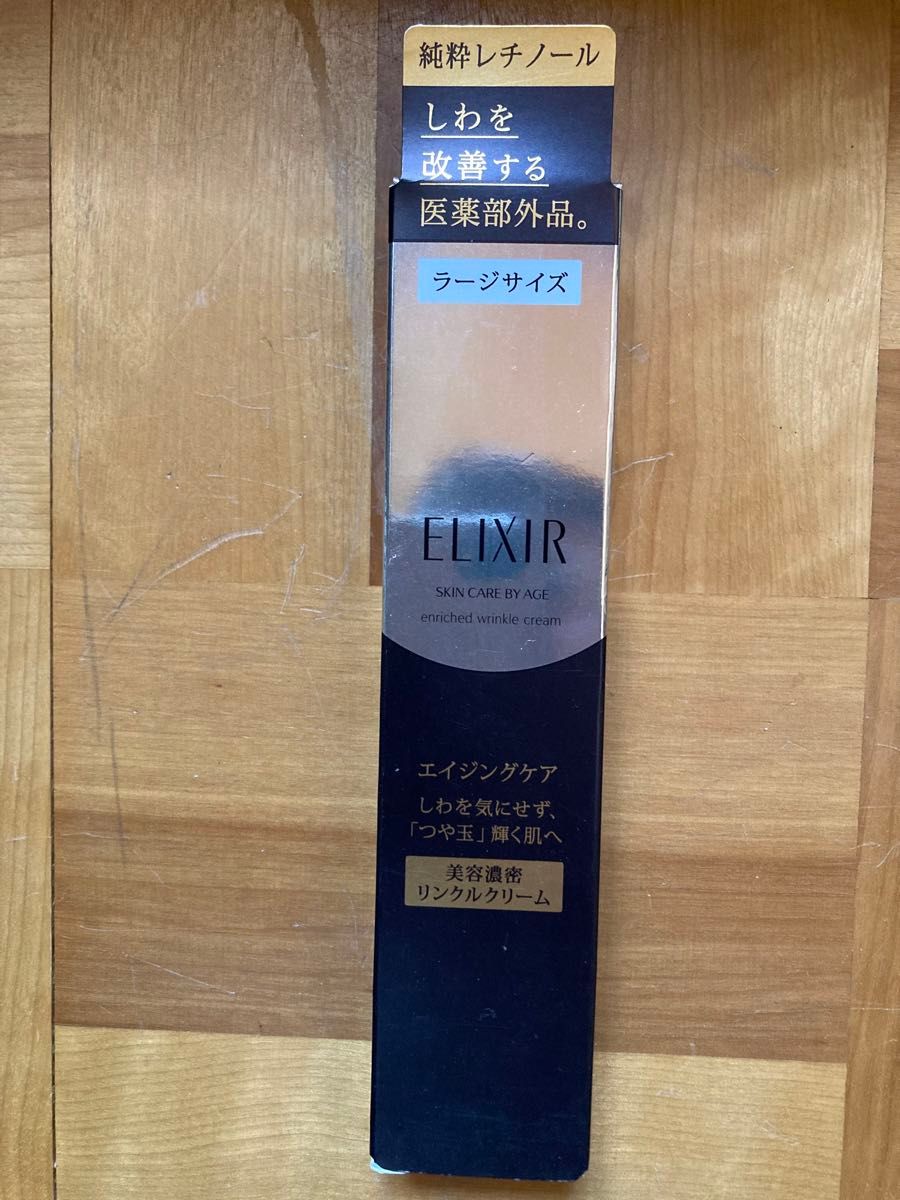 純粋レチノール
しわを
改善する
医薬部外品。
ラージサイズ
ELIXIR
SKIN CARE BY AGE
enriched wrinkle cream
エイジングケア
しわを気にせず、
「つや玉」輝く肌へ
美容濃密
リンクルクリーム